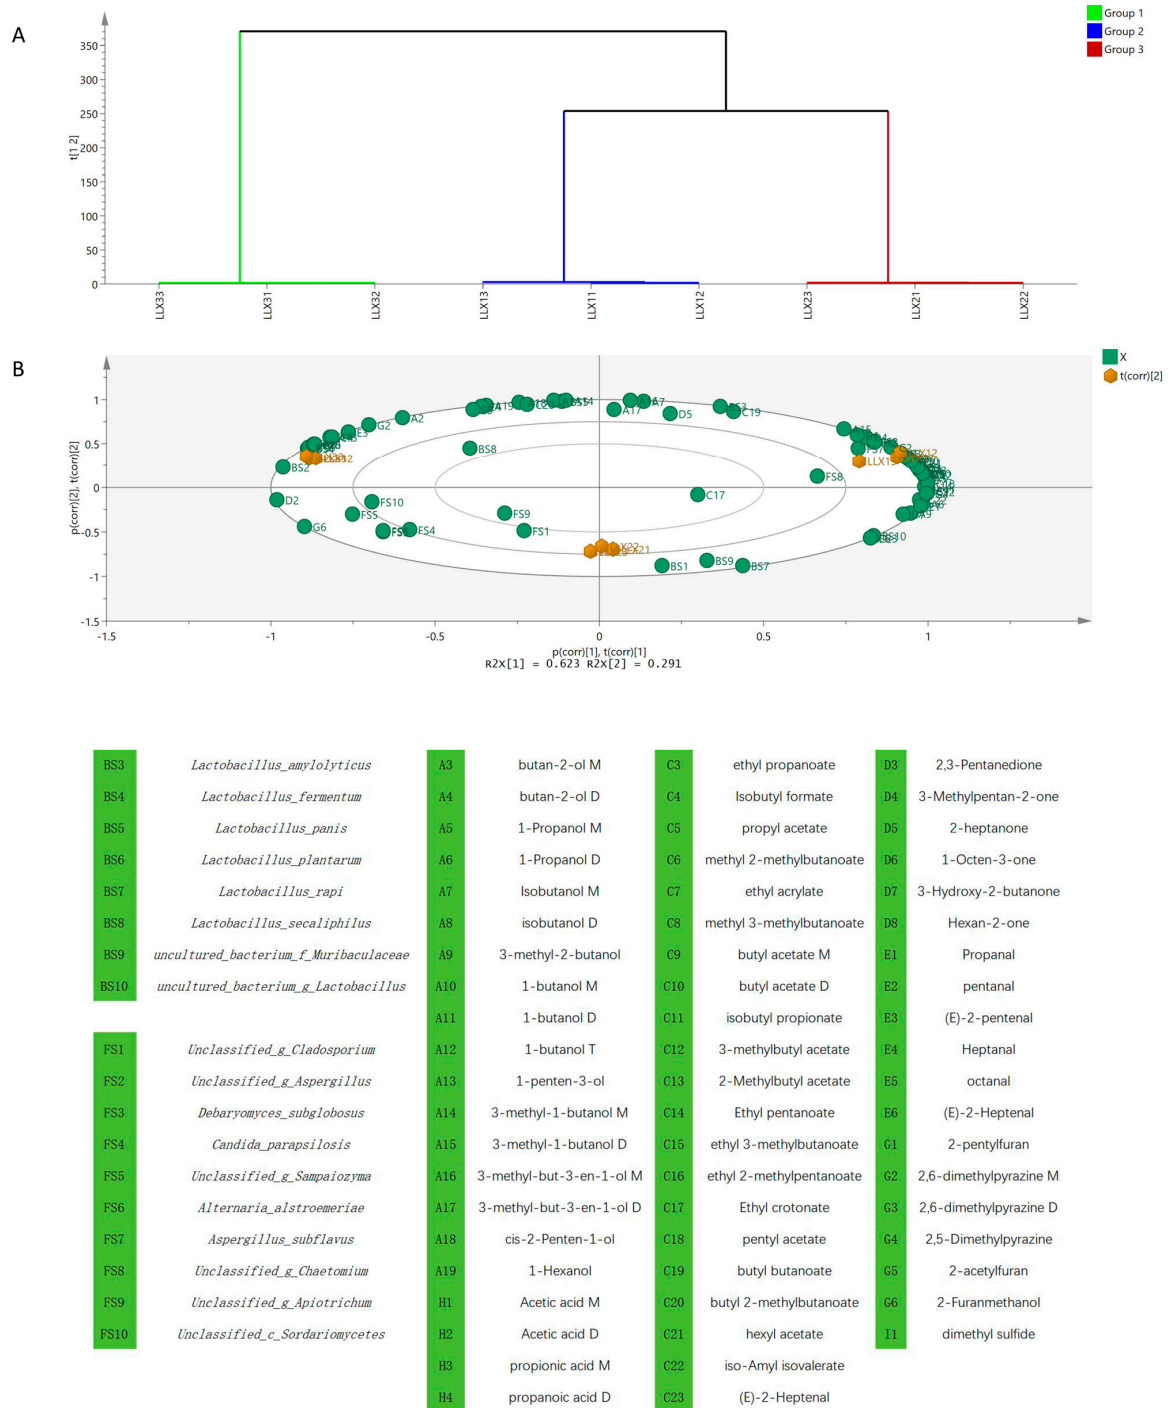 A
Group 1
Group 2
Group 3
350
300
250
200
150
100
50
0
t[1 2]
LLX33
LLX31
LLX32
LLX13
LLX11
LLX12
LLX23
LLX21
LLX22
B
X
t(corr)[2]
1
0.5
0
-0.5
-1
-1.5
p(corr)[2], t(corr)[2]
A2
G2
E3
BS2
D2
G6
FS10
FS5
FS4
BS8
FS9
FS1
A19
A18
A17
A7
D5
BS3
C19
A15
FS7
G2
LLX12
LLX13
FS8
C17
A6
A9
BS10
LLX22
LLX21
BS1
BS9
BS7
-1.5
-1
-0.5
0
0.5
1
p(corr)[1], t(corr)[1]
R2X[1] = 0.623 R2X[2] = 0.291
BS3 Lactobacillus_amylolyticus A3 butan-2-ol M C3 ethyl propanoate D3 2,3-Pentanedione
BS4 Lactobacillus_fermentum A4 butan-2-ol D C4 Isobutyl formate D4 3-Methylpentan-2-one
BS5 Lactobacillus_panis A5 1-Propanol M C5 propyl acetate D5 2-heptanone
BS6 Lactobacillus_plantarum A6 1-Propanol D C6 methyl 2-methylbutanoate D6 1-Octen-3-one
BS7 Lactobacillus_rapi A7 Isobutanol M C7 ethyl acrylate D7 3-Hydroxy-2-butanone
BS8 Lactobacillus_secaliphilus A8 isobutanol D C8 methyl 3-methylbutanoate D8 Hexan-2-one
BS9 uncultured_bacterium_f_Muribaculaceae A9 3-methyl-2-butanol C9 butyl acetate M E1 Propanal
BS10 uncultured_bacterium_g_Lactobacillus A10 1-butanol M C10 butyl acetate D E2 pentanal
A11 1-butanol D C11 isobutyl propionate E3 (E)-2-pentenal
FS1 Unclassified_g_Cladosporium A12 1-butanol T C12 3-methylbutyl acetate E4 Heptanal
FS2 Unclassified_g_Aspergillus A13 1-penten-3-ol C13 2-Methylbutyl acetate E5 octanal
FS3 Debaryomyces_subglobosus A14 3-methyl-1-butanol M C14 Ethyl pentanoate E6 (E)-2-Heptenal
FS4 Candida_parapsilosis A15 3-methyl-1-butanol D C15 ethyl 3-methylbutanoate G1 2-pentylfuran
FS5 Unclassified_g_Sampaiozyma A16 3-methyl-but-3-en-1-ol M C16 ethyl 2-methylpentanoate G2 2,6-dimethylpyrazine M
FS6 Alternaria_alstroemeriae A17 3-methyl-but-3-en-1-ol D C17 Ethyl crotonate G3 2,6-dimethylpyrazine D
FS7 Aspergillus_subflavus A18 cis-2-Penten-1-ol C18 pentyl acetate G4 2,5-Dimethylpyrazine
FS8 Unclassified_g_Chaetomium A19 1-Hexanol C19 butyl butanoate G5 2-acetylfuran
FS9 Unclassified_g_Apiotrichum H1 Acetic acid M C20 butyl 2-methylbutanoate G6 2-Furanmethanol
FS10 Unclassified_c_Sordariomycetes H2 Acetic acid D C21 hexyl acetate I1 dimethyl sulfide
H3 propionic acid M C22 iso-Amyl isovalerate
H4 propanoic acid D C23 (E)-2-Heptenal